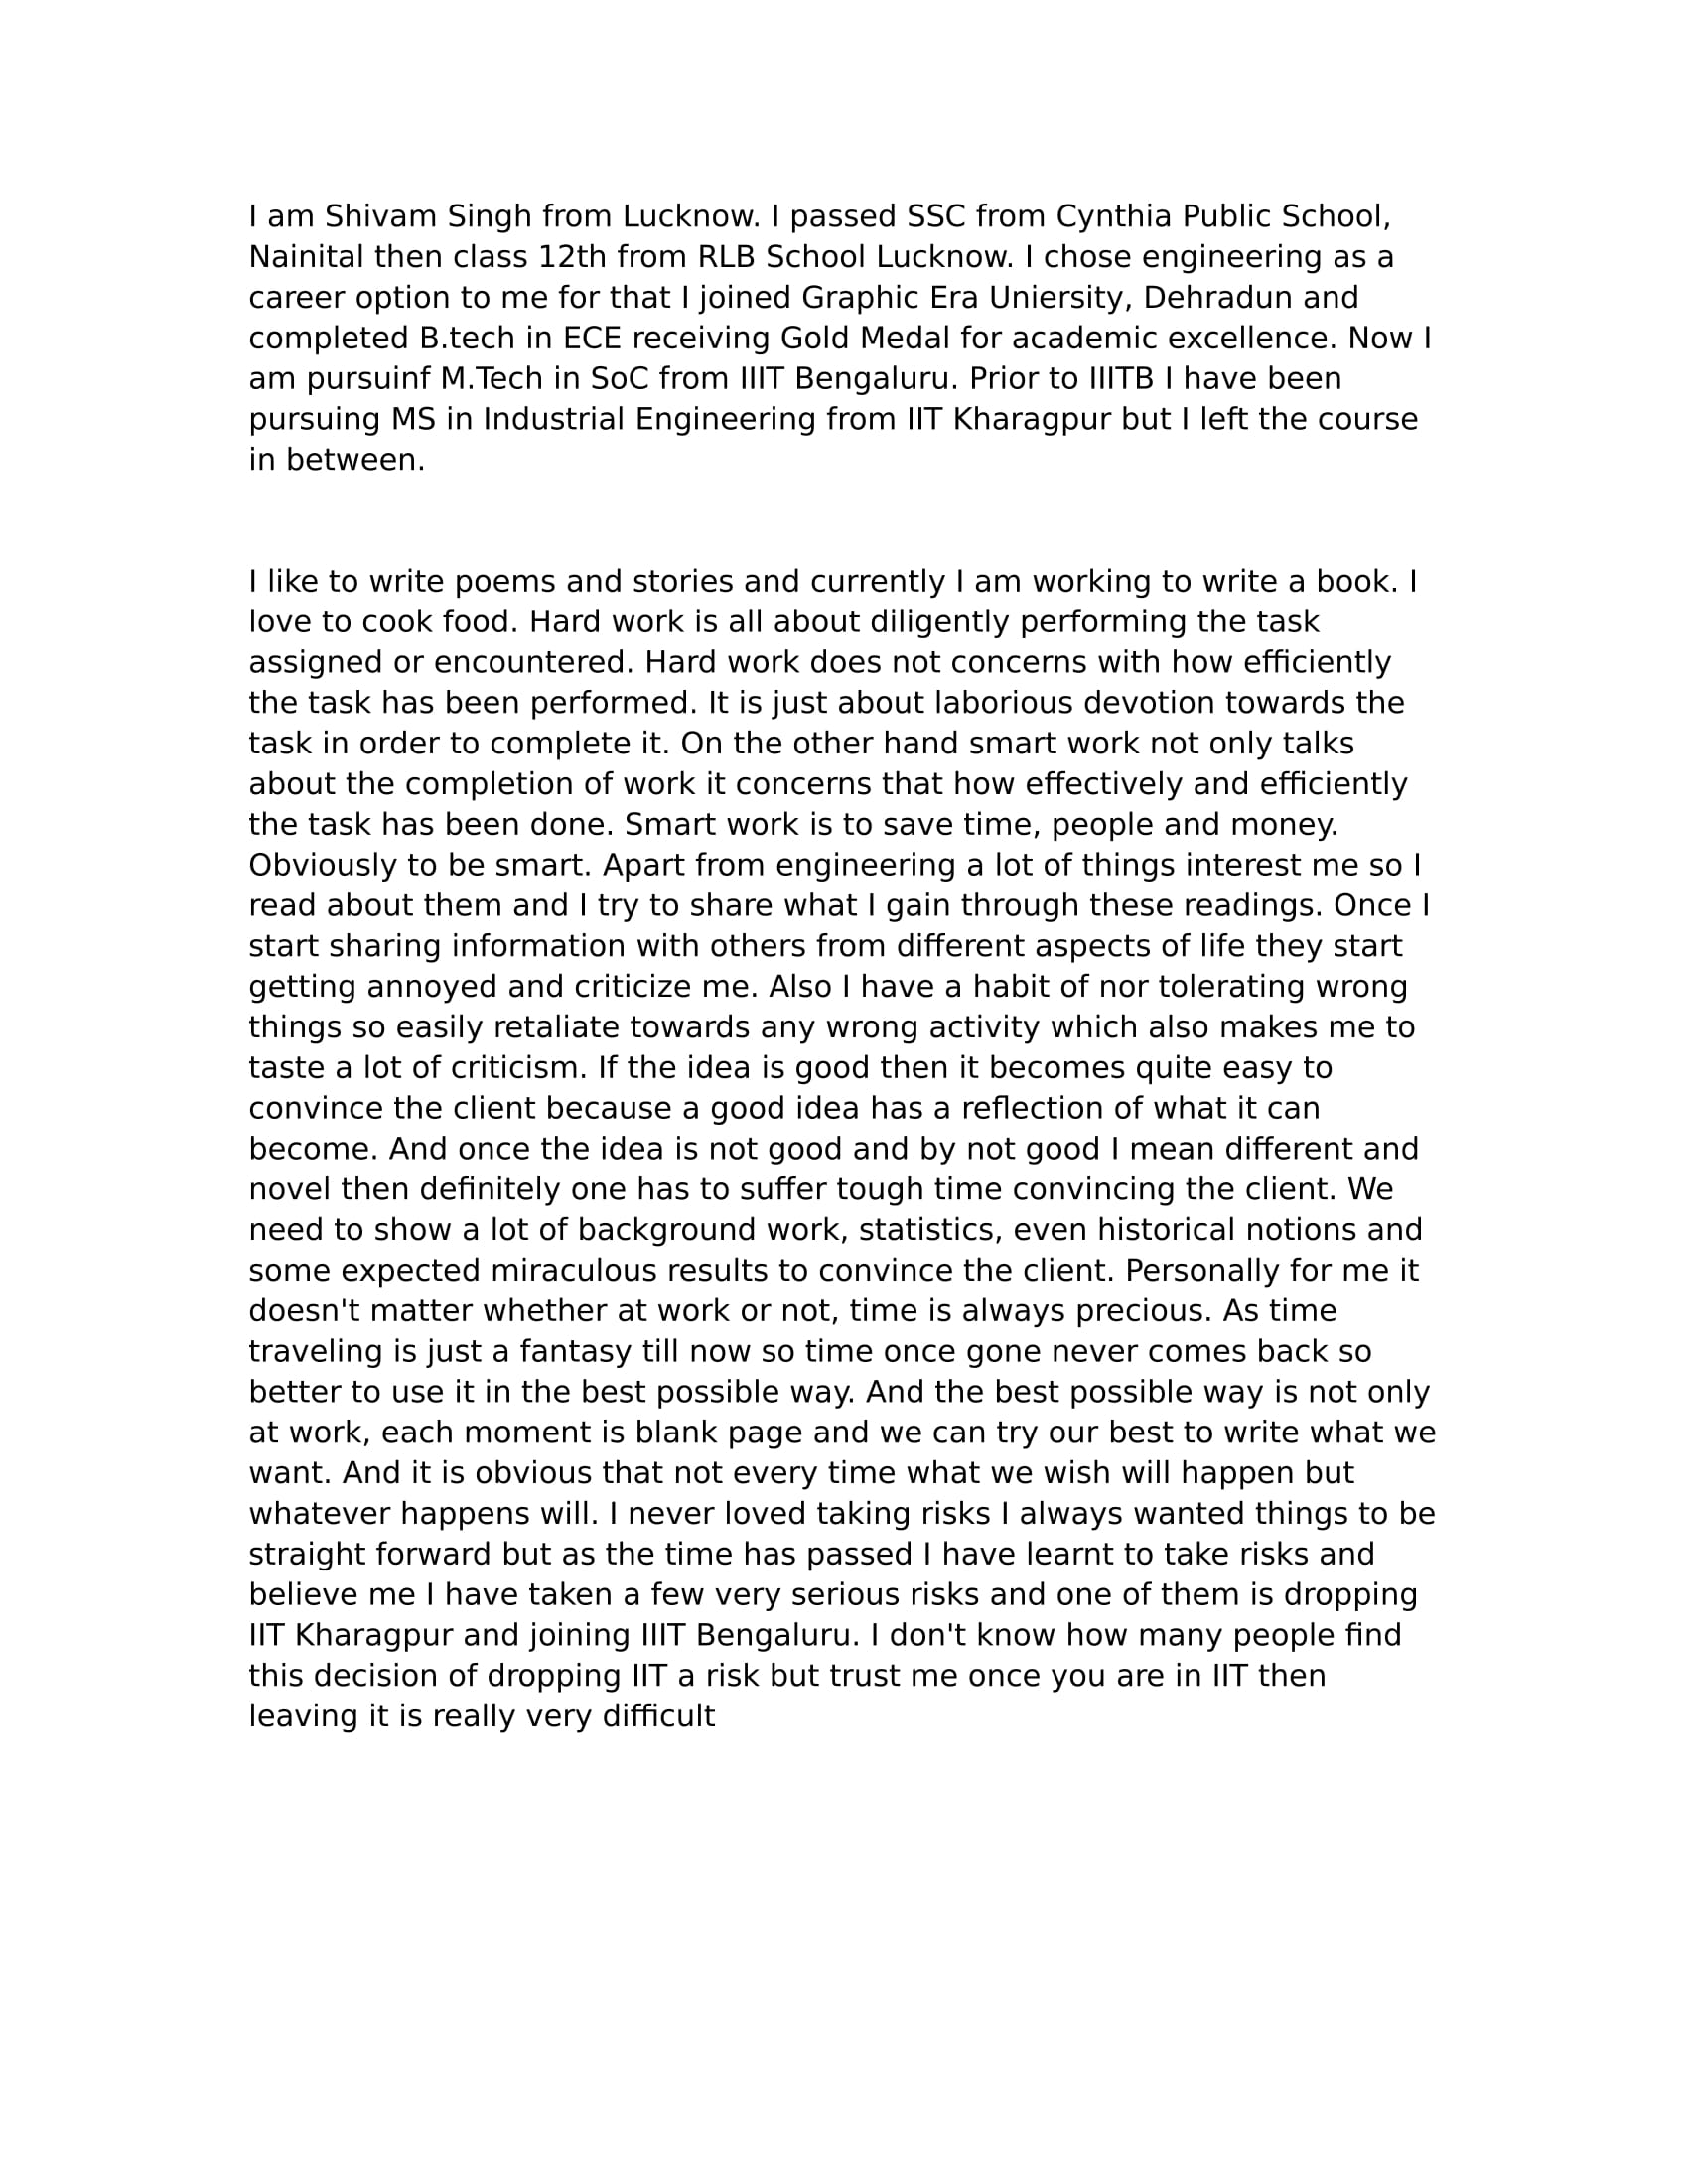 I am Shivam Singh from Lucknow. I passed SSC from Cynthia Public School,
Nainital then class 12th from RLB School Lucknow. I chose engineering as a
career option to me for that I joined Graphic Era Uniersity, Dehradun and
completed B.tech in ECE receiving Gold Medal for academic excellence. Now I
am pursuinf M.Tech in SoC from IIIT Bengaluru. Prior to IIITB I have been
pursuing MS in Industrial Engineering from IIT Kharagpur but I left the course
in between.
I like to write poems and stories and currently I am working to write a book. I
love to cook food. Hard work is all about diligently performing the task
assigned or encountered. Hard work does not concerns with how efficiently
the task has been performed. It is just about laborious devotion towards the
task in order to complete it. On the other hand smart work not only talks
about the completion of work it concerns that how effectively and efficiently
the task has been done. Smart work is to save time, people and money.
Obviously to be smart. Apart from engineering a lot of things interest me so I
read about them and I try to share what I gain through these readings. Once I
start sharing information with others from different aspects of life they start
getting annoyed and criticize me. Also I have a habit of nor tolerating wrong
things so easily retaliate towards any wrong activity which also makes me to
taste a lot of criticism. If the idea is good then it becomes quite easy to
convince the client because a good idea has a reflection of what it can
become. And once the idea is not good and by not good I mean different and
novel then definitely one has to suffer tough time convincing the client. We
need to show a lot of background work, statistics, even historical notions and
some expected miraculous results to convince the client. Personally for me it
doesn't matter whether at work or not, time is always precious. As time
traveling is just a fantasy till now so time once gone never comes back so
better to use it in the best possible way. And the best possible way is not only
at work, each moment is blank page and we can try our best to write what we
want. And it is obvious that not every time what we wish will happen but
whatever happens will. I never loved taking risks I always wanted things to be
straight forward but as the time has passed I have learnt to take risks and
believe me I have taken a few very serious risks and one of them is dropping
IIT Kharagpur and joining IIIT Bengaluru. I don't know how many people find
this decision of dropping IIT a risk but trust me once you are in IIT then
leaving it is really very difficult